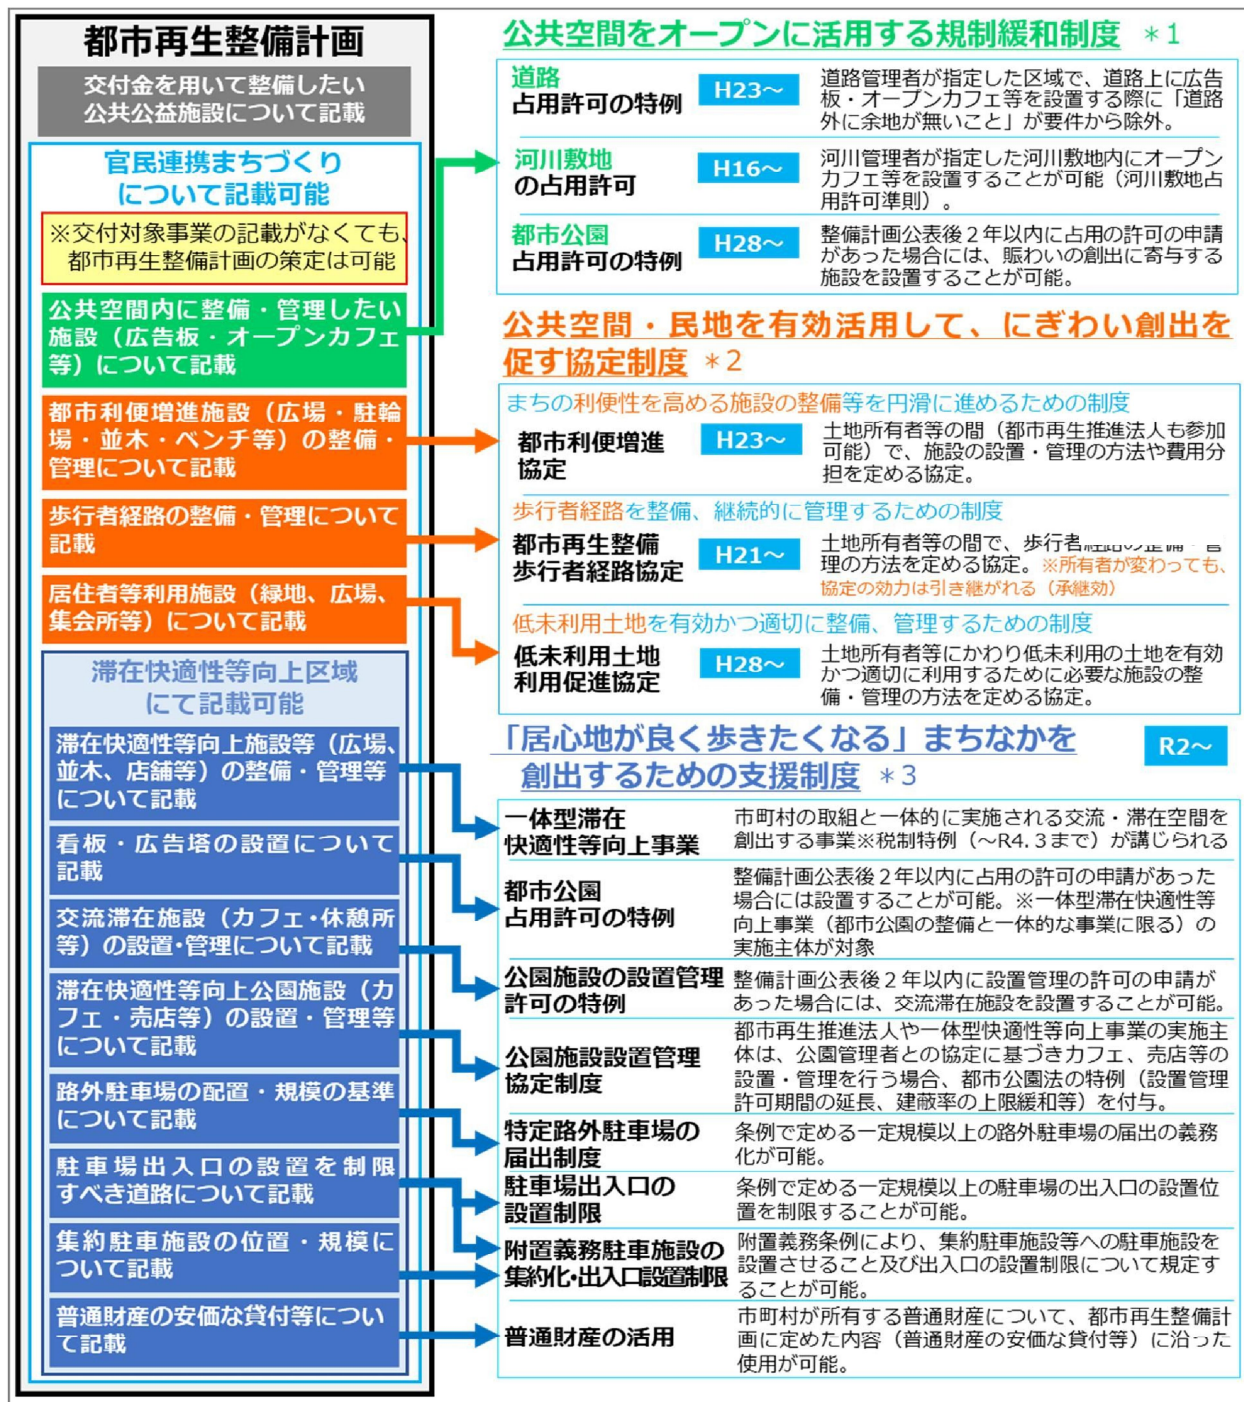 都市再生整備計画
交付金を用いて整備したい
公共公益施設について記載
官民連携まちづくり
について記載可能
※交付対象事業の記載がなくても、
都市再生整備計画の策定は可能
公共空間内に整備・管理したい
施設（広告板・オープンカフェ
等）について記載
都市利便増進施設（広場・駐輪
場・並木・ベンチ等）の整備・
管理について記載
歩行者経路の整備・管理について
記載
居住者等利用施設（緑地、広場、
集会所等）について記載
滞在快適性等向上区域
にて記載可能
滞在快適性等向上施設等（広場、
並木、店舗等）の整備・管理等
について記載
看板・広告塔の設置について
記載
交流滞在施設（カフェ・休憩所
等）の設置・管理について記載
滞在快適性等向上公園施設（カ
フェ・売店等）の設置・管理等
について記載
路外駐車場の配置・規模の基準
について記載
駐車場出入口の設置を制限
すべき道路について記載
集約駐車施設の位置・規模に
ついて記載
普通財産の安価な貸付等につい
て記載
公共空間をオープンに活用する規制緩和制度 ＊1
道路
占用許可の特例
H23～
道路管理者が指定した区域で、道路上に広告
板・オープンカフェ等を設置する際に「道路
外に余地が無いこと」が要件から除外。
河川敷地
の占用許可
H16～
河川管理者が指定した河川敷地内にオープン
カフェ等を設置することが可能（河川敷地占
用許可準則）。
都市公園
占用許可の特例
H28～
整備計画公表後２年以内に占用の許可の申請
があった場合には、賑わいの創出に寄与する
施設を設置することが可能。
公共空間・民地を有効活用して、にぎわい創出を
促す協定制度 ＊2
まちの利便性を高める施設の整備等を円滑に進めるための制度
都市利便増進
協定
H23～
土地所有者等の間（都市再生推進法人も参加
可能）で、施設の設置・管理の方法や費用分
担を定める協定。
歩行者経路を整備、継続的に管理するための制度
都市再生整備
歩行者経路協定
H21～
土地所有者等の間で、歩行者経路の整備・管
理の方法を定める協定。※所有者が変わっても、
協定の効力は引き継がれる（承継効）
低未利用土地を有効かつ適切に整備、管理するための制度
低未利用土地
利用促進協定
H28～
土地所有者等にかわり低未利用の土地を有効
かつ適切に利用するために必要な施設の整
備・管理の方法を定める協定。
「居心地が良く歩きたくなる」まちなかを
創出するための支援制度 ＊3
R2～
一体型滞在
快適性等向上事業
市町村の取組と一体的に実施される交流・滞在空間を
創出する事業※税制特例（～R4.3まで）が講じられる
都市公園
占用許可の特例
整備計画公表後２年以内に占用の許可の申請があった
場合には設置することが可能。※一体型滞在快適性等
向上事業（都市公園の整備と一体的な事業に限る）の
実施主体が対象
公園施設の設置管理
許可の特例
整備計画公表後２年以内に設置管理の許可の申請が
あった場合には、交流滞在施設を設置することが可能。
公園施設設置管理
協定制度
都市再生推進法人や一体型快適性等向上事業の実施主
体は、公園管理者との協定に基づきカフェ、売店等の
設置・管理を行う場合、都市公園法の特例（設置管理
許可期間の延長、建蔽率の上限緩和等）を付与。
特定路外駐車場の
届出制度
条例で定める一定規模以上の路外駐車場の届出の義務
化が可能。
駐車場出入口の
設置制限
条例で定める一定規模以上の駐車場の出入口の設置位
置を制限することが可能。
附置義務駐車施設の
集約化・出入口設置制限
附置義務条例により、集約駐車施設等への駐車施設を
設置させること及び出入口の設置制限について規定す
ることが可能。
普通財産の活用
市町村が所有する普通財産について、都市再生整備計
画に定めた内容（普通財産の安価な貸付等）に沿った
使用が可能。